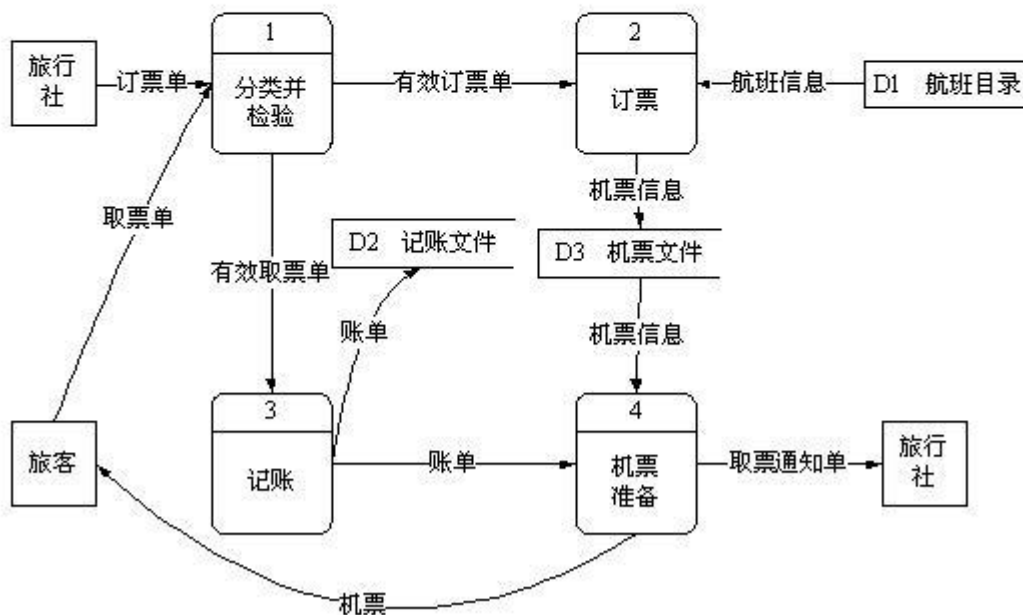 1
2
旅行
社
订票单
分类并
检验
有效订票单
订票
航班信息
D1 航班目录
机票信息
取票单
D2 记账文件
D3 机票文件
有效取票单
账单
机票信息
3
4
旅客
记账
账单
机票
准备
取票通知单
旅行
社
机票